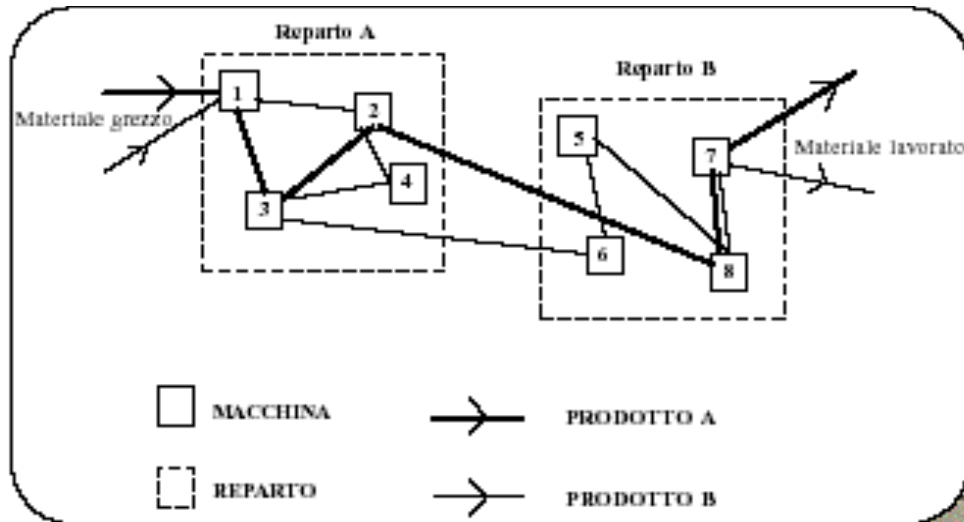 Reparto A
Reparto B
1
2
3
4
5
6
7
8
Materiale grezzo
Materiale lavorato
MACCHINA
PRODOTTO A
REPARTO
PRODOTTO B